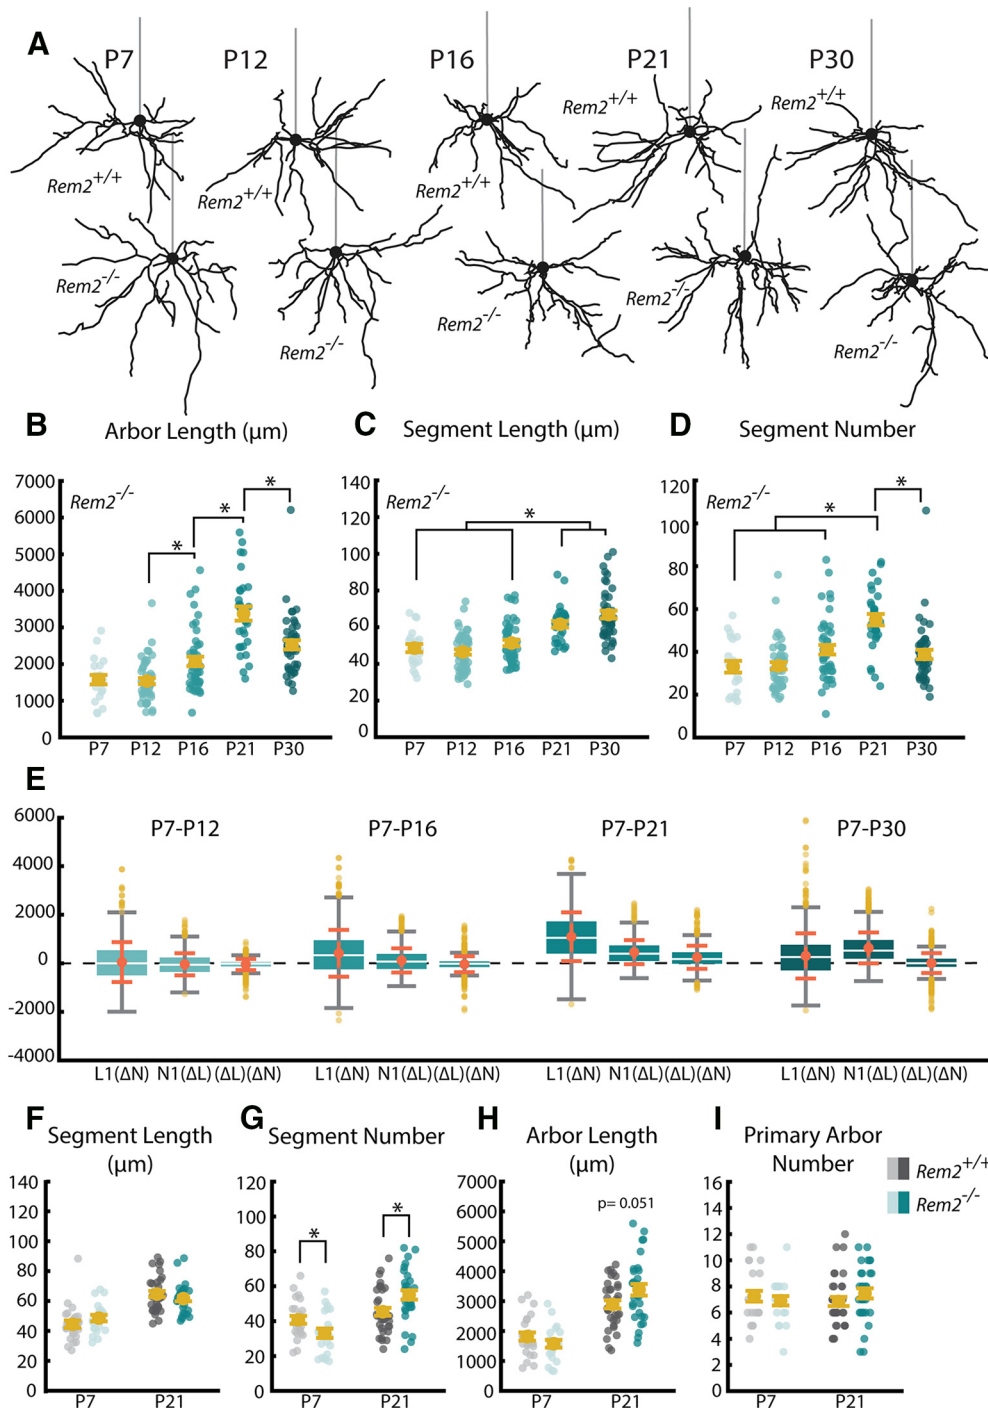 A
P7 P12 P16 P21 P30
Rem2+/+ Rem2+/+ Rem2+/+ Rem2+/+ Rem2+/+
Rem2-/- Rem2-/- Rem2-/- Rem2-/- Rem2-/-
B Arbor Length (µm)
Rem2-/-
7000
6000
5000
4000
3000
2000
1000
0
* * *
P7 P12 P16 P21 P30
C Segment Length (µm)
Rem2-/-
140
120
100
80
60
40
20
0
*
P7 P12 P16 P21 P30
D Segment Number
Rem2-/-
120
100
80
60
40
20
0
* *
P7 P12 P16 P21 P30
E
P7-P12 P7-P16 P7-P21 P7-P30
6000
4000
2000
0
-2000
-4000
L1(ΔN) N1(ΔL) (ΔL)(ΔN) L1(ΔN) N1(ΔL) (ΔL)(ΔN) L1(ΔN) N1(ΔL) (ΔL)(ΔN) L1(ΔN) N1(ΔL) (ΔL)(ΔN)
F Segment Length
(µm)
140
120
100
80
60
40
20
0
P7 P21
G Segment Number
120
100
80
60
40
20
0
* *
P7 P21
H Arbor Length
(µm)
p= 0.051
7000
6000
5000
4000
3000
2000
1000
0
P7 P21
I Primary Arbor
Number
16
14
12
10
8
6
4
2
0
P7 P21
Rem2+/+
Rem2-/-